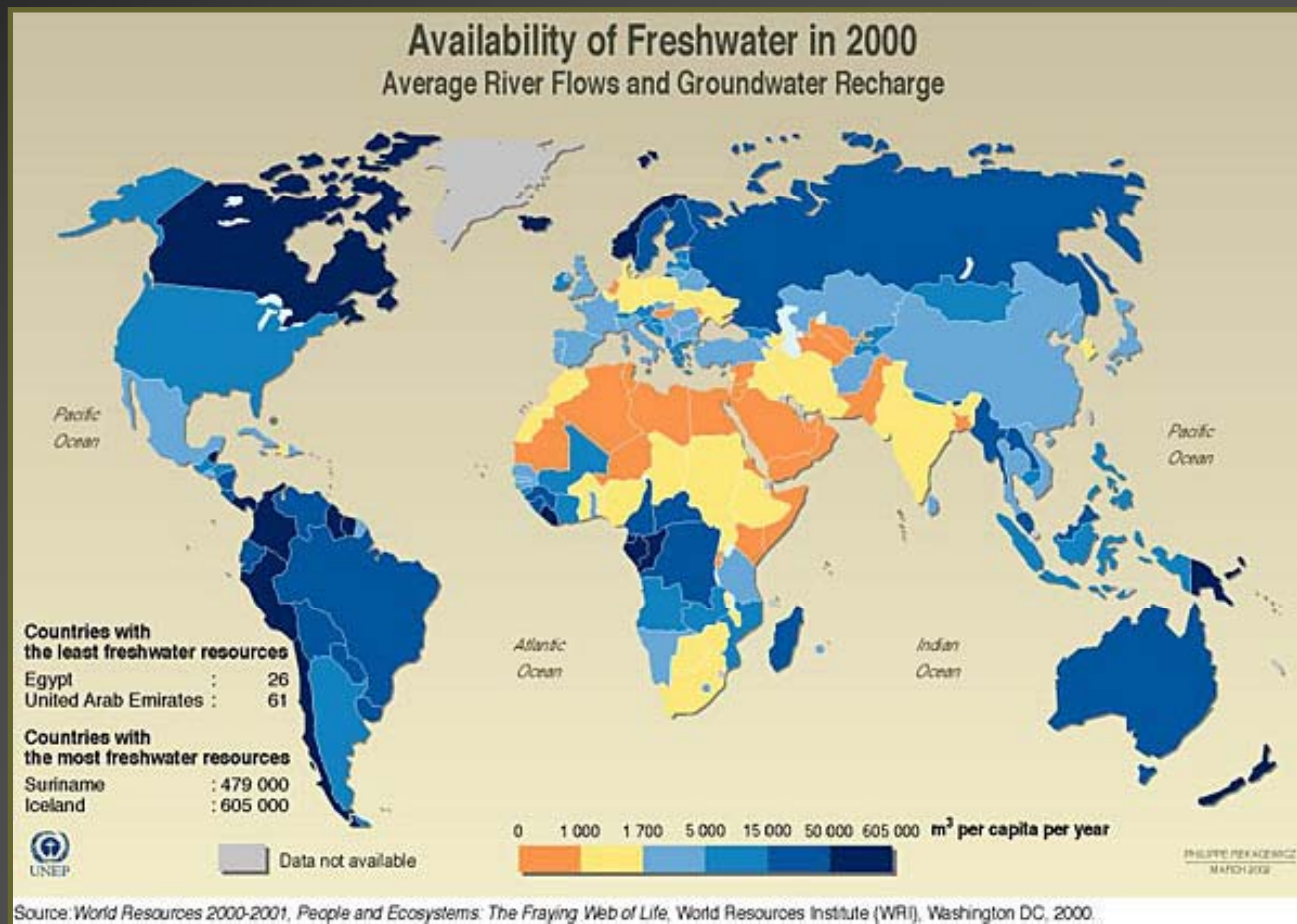 Availability of Freshwater in 2000
Average River Flows and Groundwater Recharge
Pacific
Ocean
Pacific
Ocean
Atlantic
Ocean
Indian
Ocean
Countries with
the least freshwater resources
Egypt : 26
United Arab Emirates : 61
Countries with
the most freshwater resources
Suriname : 479 000
Iceland : 605 000
UNEP
Data not available
0 1 000 1 700 5 000 15 000 50 000 605 000 m³ per capita per year
PHILIPPE REKACEWICZ
MARCH 2002
Source: World Resources 2000-2001, People and Ecosystems: The Fraying Web of Life, World Resources Institute (WRI), Washington DC, 2000.